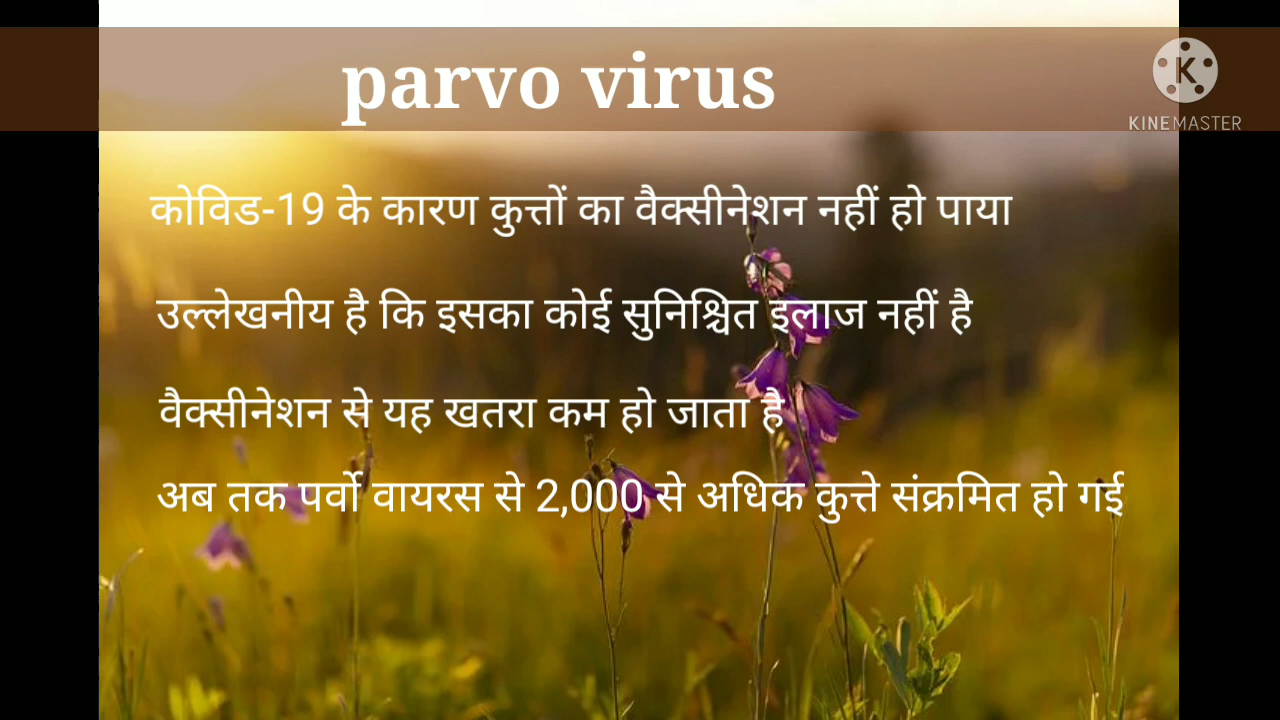 parvo virus
KINEMASTER
कोविड-19 के कारण कुत्तों का वैक्सीनेशन नहीं हो पाया
उल्लेखनीय है कि इसका कोई सुनिश्चित इलाज नहीं है
वैक्सीनेशन से यह खतरा कम हो जाता है
अब तक पर्वो वायरस से 2,000 से अधिक कुत्ते संक्रमित हो गई